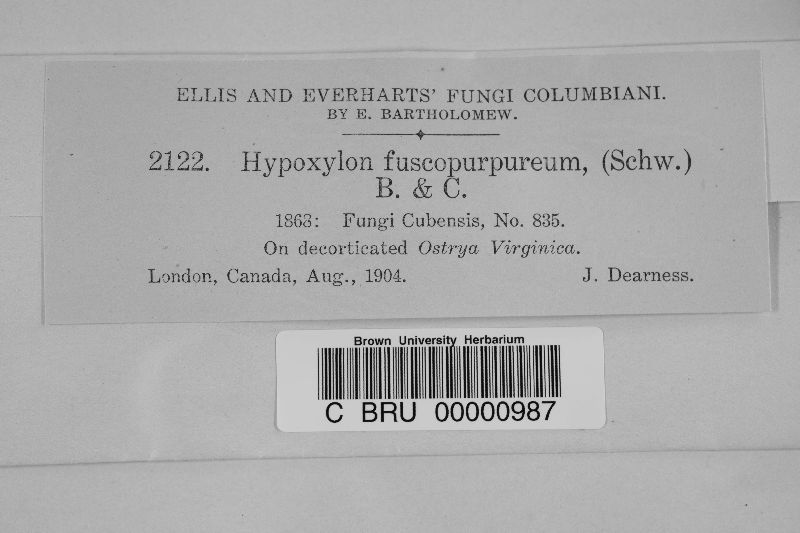 ELLIS AND EVERHARTS' FUNGI COLUMBIANI.
BY E. BARTHOLOMEW.
2122. Hypoxylon fuscopurpureum, (Schw.)
B. & C.
1863: Fungi Cubensis, No. 835.
On decorticated Ostrya Virginica.
London, Canada, Aug., 1904. J. Dearness.
Brown University Herbarium
C BRU 00000987